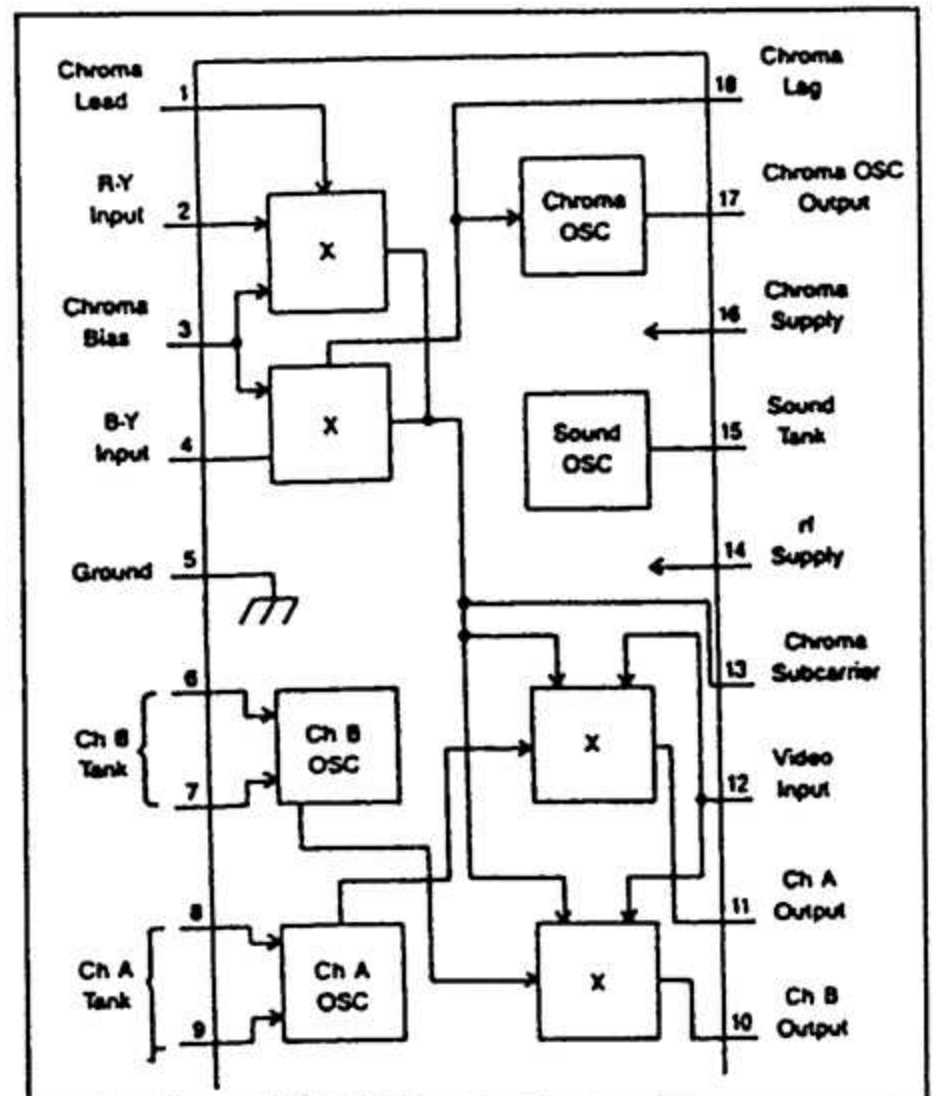 Chroma
Lead
1
R-Y
Input
2
Chroma
Bias
3
B-Y
Input
4
Ground
5
6
Ch B
Tank
7
8
Ch A
Tank
9
X
X
Chroma
OSC
Sound
OSC
Ch B
OSC
Ch A
OSC
X
X
Chroma
Lag
18
Chroma OSC
Output
17
Chroma
Supply
16
Sound
Tank
15
rf
Supply
14
Chroma
Subcarrier
13
Video
Input
12
Ch A
Output
11
Ch B
Output
10